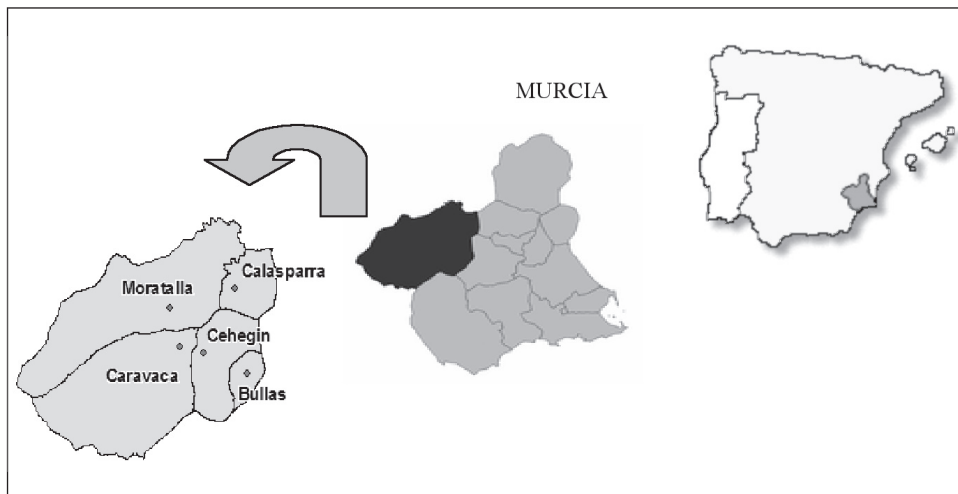 MURCIA
Calasparra
Moratalla
Cehegin
Caravaca
Bullas